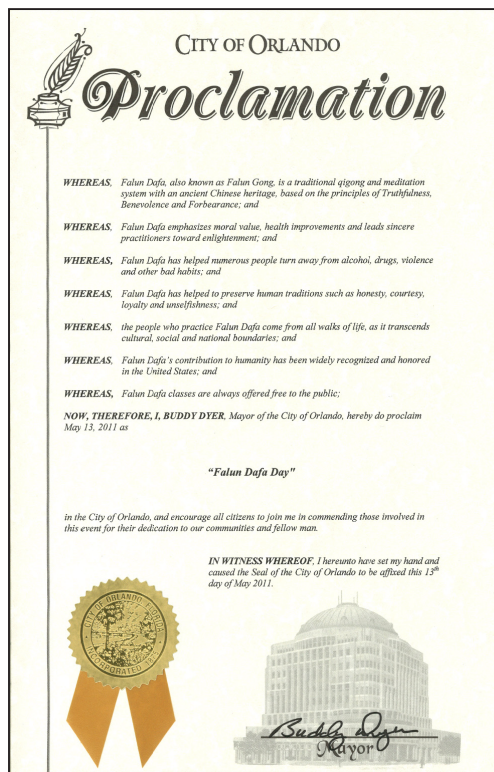 CITY OF ORLANDO
Proclamation
WHEREAS, Falun Dafa, also known as Falun Gong, is a traditional qigong and meditation
system with an ancient Chinese heritage, based on the principles of Truthfulness,
Benevolence and Forbearance; and
WHEREAS, Falun Dafa emphasizes moral value, health improvements and leads sincere
practitioners toward enlightenment; and
WHEREAS, Falun Dafa has helped numerous people turn away from alcohol, drugs, violence
and other bad habits; and
WHEREAS, Falun Dafa has helped to preserve human traditions such as honesty, courtesy,
loyalty and unselfishness; and
WHEREAS, the people who practice Falun Dafa come from all walks of life, as it transcends
cultural, social and national boundaries; and
WHEREAS, Falun Dafa's contribution to humanity has been widely recognized and honored
in the United States; and
WHEREAS, Falun Dafa classes are always offered free to the public;
NOW, THEREFORE, I, BUDDY DYER, Mayor of the City of Orlando, hereby do proclaim
May 13, 2011 as
"Falun Dafa Day"
in the City of Orlando, and encourage all citizens to join me in commending those involved in
this event for their dedication to our communities and fellow man.
IN WITNESS WHEREOF, I hereunto have set my hand and
caused the Seal of the City of Orlando to be affixed this 13th
day of May 2011.
CITY OF ORLANDO, FLORIDA
INCORPORATED 1875
Buddy Dyer
Mayor